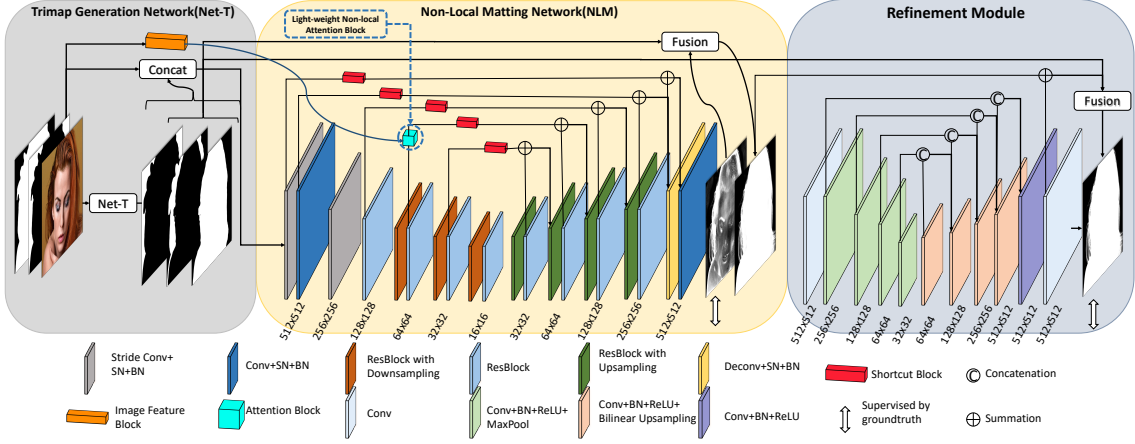 Trimap Generation Network(Net-T)
Non-Local Matting Network(NLM)
Refinement Module
Light-weight Non-local
Attention Block
Concat
Fusion
Fusion
Net-T
512x512
256x256
128x128
64x64
32x32
16x16
32x32
64x64
128x128
256x256
512x512
512x512
256x256
128x128
64x64
32x32
64x64
128x128
256x256
512x512
512x512
512x512
Stride Conv+
SN+BN
Conv+SN+BN
ResBlock with
Downsampling
ResBlock
ResBlock with
Upsampling
Deconv+SN+BN
Shortcut Block
Concatenation
Image Feature
Block
Attention Block
Conv
Conv+BN+ReLU+
MaxPool
Conv+BN+ReLU+
Bilinear Upsampling
Conv+BN+ReLU
Supervised by
groundtruth
Summation